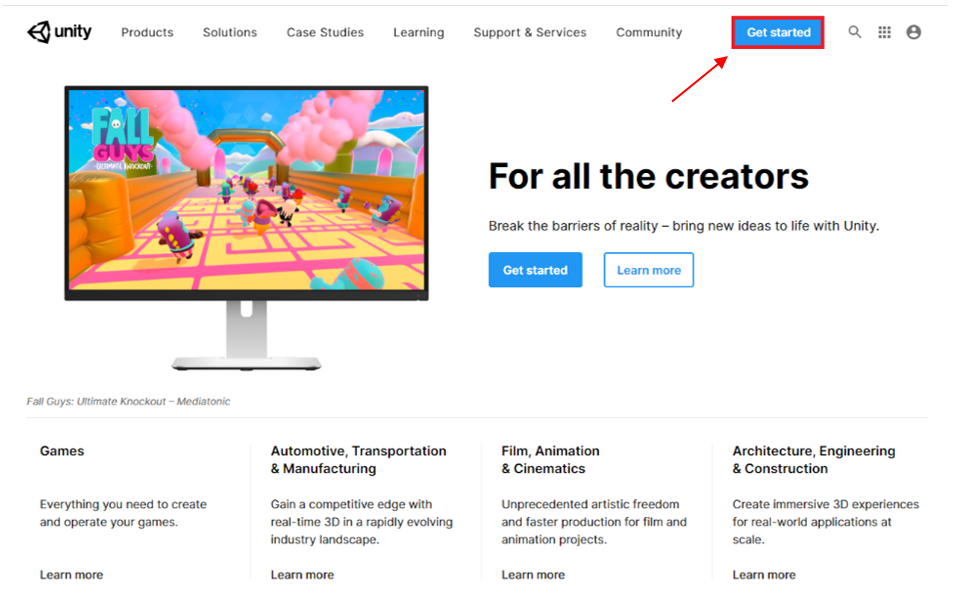 unity
Products
Solutions
Case Studies
Learning
Support & Services
Community
Get started
FALL
GUYS
ULTIMATE KNOCKOUT
For all the creators
Break the barriers of reality – bring new ideas to life with Unity.
Get started
Learn more
Fall Guys: Ultimate Knockout – Mediatonic
Games
Everything you need to create
and operate your games.
Learn more
Automotive, Transportation
& Manufacturing
Gain a competitive edge with
real-time 3D in a rapidly evolving
industry landscape.
Learn more
Film, Animation
& Cinematics
Unprecedented artistic freedom
and faster production for film and
animation projects.
Learn more
Architecture, Engineering
& Construction
Create immersive 3D experiences
for real-world applications at
scale.
Learn more